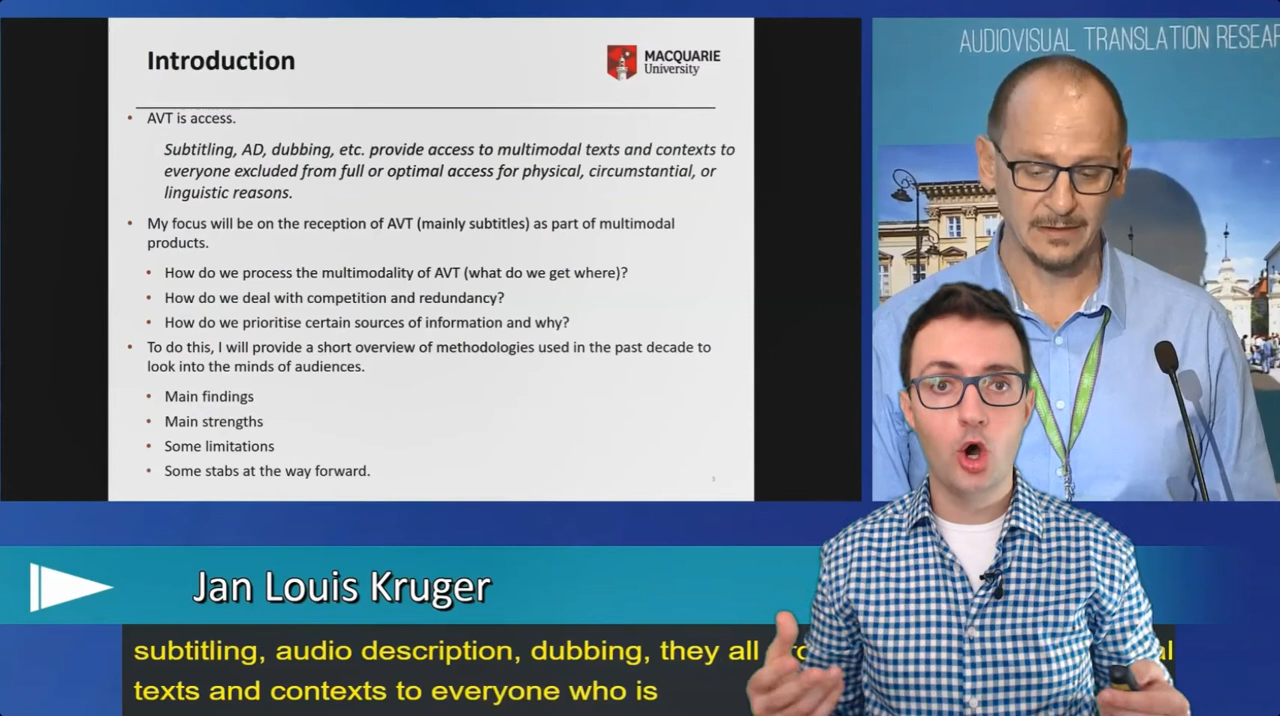 Introduction
MACQUARIE
University
AUDIOVISUAL TRANSLATION
• AVT is access.
Subtitling, AD, dubbing, etc. provide access to multimodal texts and contexts to
everyone excluded from full or optimal access for physical, circumstantial, or
linguistic reasons.
• My focus will be on the reception of AVT (mainly subtitles) as part of multimodal
products.
• How do we process the multimodality of AVT (what do we get where)?
• How do we deal with competition and redundancy?
• How do we prioritise certain sources of information and why?
• To do this, I will provide a short overview of methodologies used in the past decade to
look into the minds of audiences.
• Main findings
• Main strengths
• Some limitations
• Some stabs at the way forward.
3
Jan Louis Kruger
subtitling, audio description, dubbing, they all
texts and contexts to everyone who is